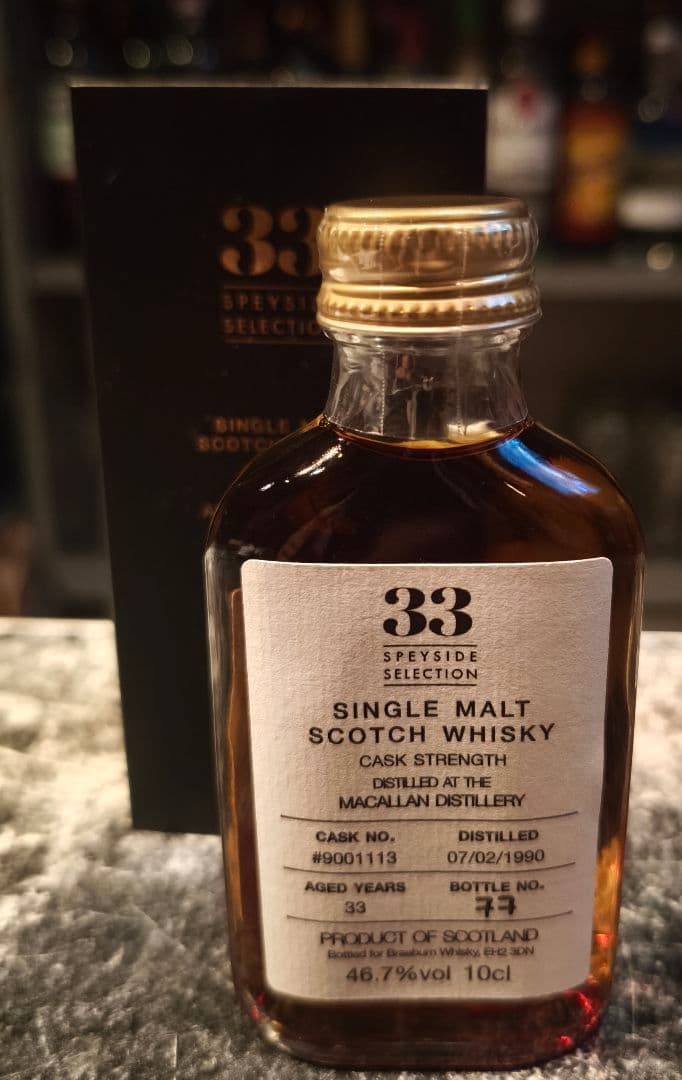 33
SINGLE
SCOTCH
33
SPEYSIDE
SELECTION
SINGLE MALT
SCOTCH WHISKY
CASK STRENGTH
DISTILLED AT THE
MACALLAN DISTILLERY
CASK NO. DISTILLED
#9001113 07/02/1990
AGED YEARS BOTTLE NO.
33 77
PRODUCT OF SCOTLAND
Bottled for Braeburn Whisky, EH2 3DN
46.7%vol 10cl